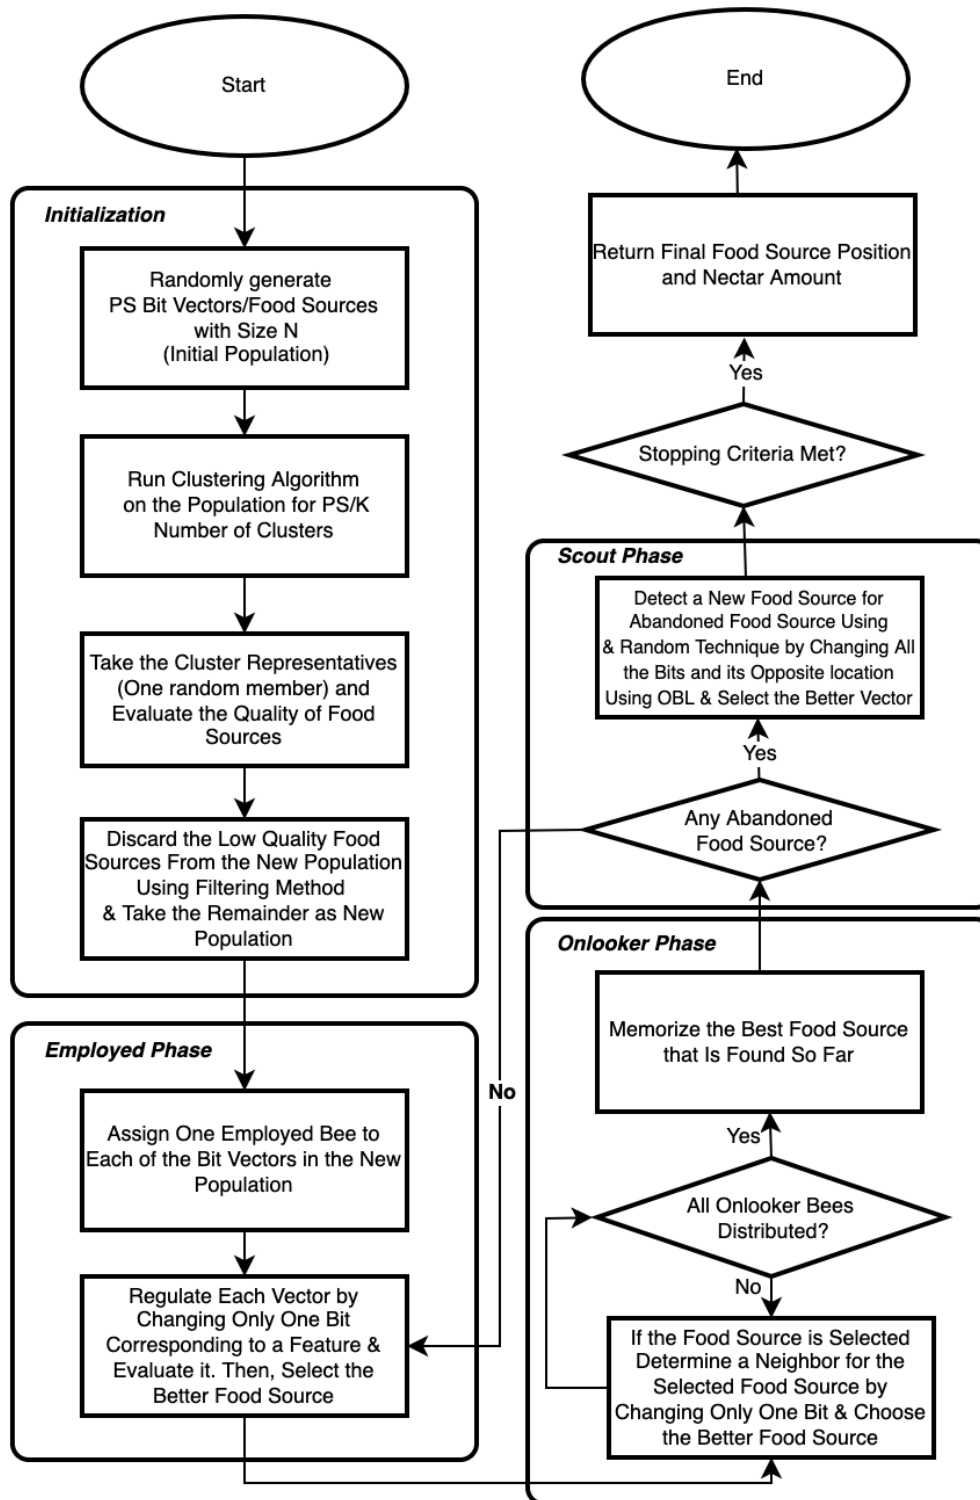 Start
Initialization
Randomly generate
PS Bit Vectors/Food Sources
with Size N
(Initial Population)
Run Clustering Algorithm
on the Population for PS/K
Number of Clusters
Take the Cluster Representatives
(One random member) and
Evaluate the Quality of Food
Sources
Discard the Low Quality Food
Sources From the New Population
Using Filtering Method
& Take the Remainder as New
Population
Employed Phase
Assign One Employed Bee to
Each of the Bit Vectors in the New
Population
Regulate Each Vector by
Changing Only One Bit
Corresponding to a Feature &
Evaluate it. Then, Select the
Better Food Source
No
End
Return Final Food Source Position
and Nectar Amount
Yes
Stopping Criteria Met?
Scout Phase
Detect a New Food Source for
Abandoned Food Source Using
& Random Technique by Changing All
the Bits and its Opposite location
Using OBL & Select the Better Vector
Yes
Any Abandoned
Food Source?
Onlooker Phase
Memorize the Best Food Source
that Is Found So Far
Yes
All Onlooker Bees
Distributed?
No
If the Food Source is Selected
Determine a Neighbor for the
Selected Food Source by
Changing Only One Bit & Choose
the Better Food Source